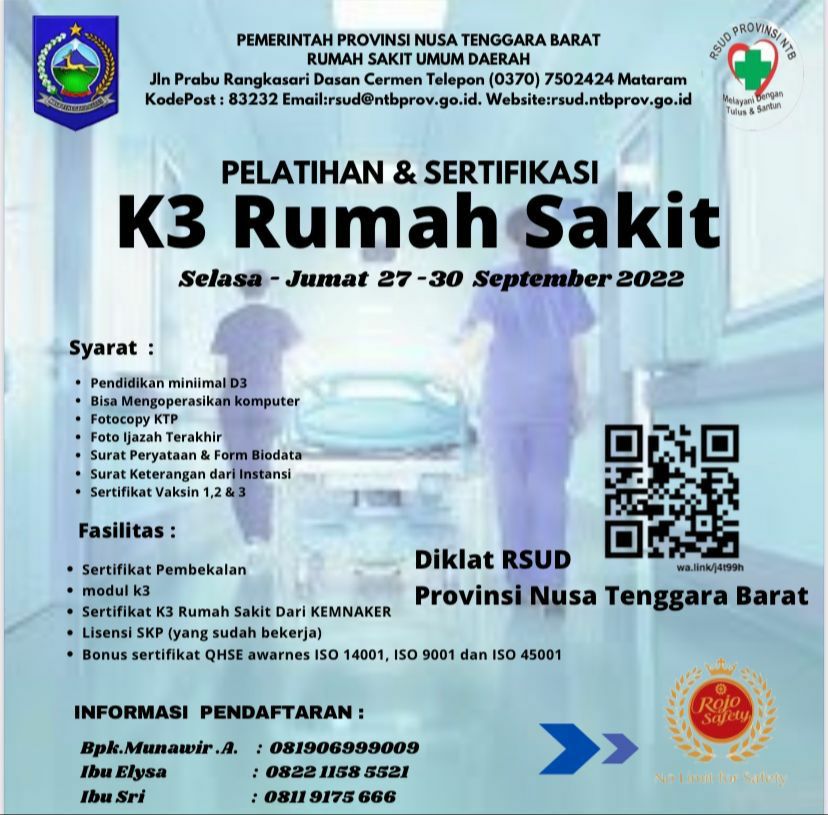 PEMERINTAH PROVINSI NUSA TENGGARA BARAT
RUMAH SAKIT UMUM DAERAH
Jln Prabu Rangkasari Dasan Cermen Telepon (0370) 7502424 Mataram
KodePost : 83232 Email:rsud@ntbprov.go.id. Website:rsud.ntbprov.go.id
RSUD PROVINSI NTB
Melayani Dengan
Tulus & Santun
PELATIHAN & SERTIFIKASI
K3 Rumah Sakit
Selasa - Jumat 27 -30 September 2022
Syarat :
• Pendidikan miniimal D3
• Bisa Mengoperasikan komputer
• Fotocopy KTP
• Foto Ijazah Terakhir
• Surat Peryataan & Form Biodata
• Surat Keterangan dari Instansi
• Sertifikat Vaksin 1,2 & 3
wa.link/j4t99h
Fasilitas :
• Sertifikat Pembekalan
• modul k3
• Sertifikat K3 Rumah Sakit Dari KEMNAKER
• Lisensi SKP (yang sudah bekerja)
• Bonus sertifikat QHSE awarnes ISO 14001, ISO 9001 dan ISO 45001
Diklat RSUD
Provinsi Nusa Tenggara Barat
INFORMASI PENDAFTARAN :
Bpk.Munawir .A. : 081906999009
Ibu Elysa : 0822 1158 5521
Ibu Sri : 0811 9175 666
Rojo
Safety
No Limit for Safety